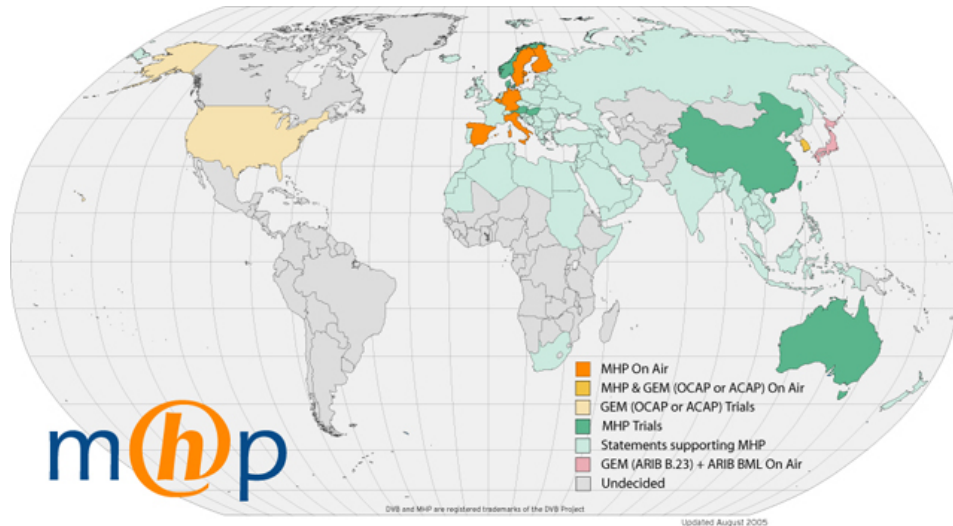 MHP On Air
MHP & GEM (OCAP or ACAP) On Air
GEM (OCAP or ACAP) Trials
MHP Trials
Statements supporting MHP
GEM (ARIB B.23) + ARIB BML On Air
Undecided
mhp
DVB and MHP are registered trademarks of the DVB Project
Updated August 2005